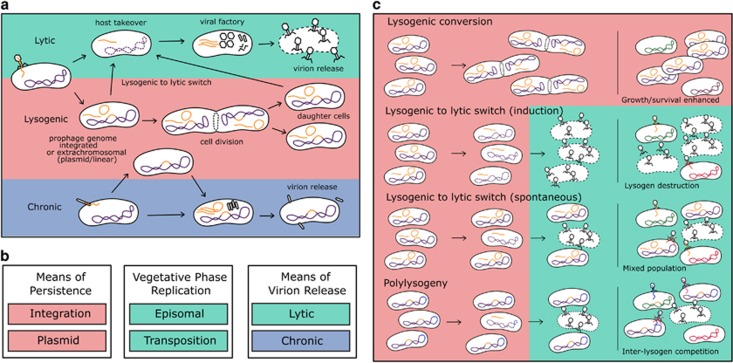 a
Lytic
host takeover
viral factory
virion release
Lysogenic to lytic switch
Lysogenic
prophage genome
integrated
or extrachromosomal
(plasmid/linear)
cell division
daughter cells
Chronic
virion release
b
Means of
Persistence
Integration
Plasmid
Vegetative Phase
Replication
Episomal
Transposition
Means of
Virion Release
Lytic
Chronic
c
Lysogenic conversion
Growth/survival enhanced
Lysogenic to lytic switch (induction)
Lysogen destruction
Lysogenic to lytic switch (spontaneous)
Mixed population
Polylysogeny
Inter-lysogen competition